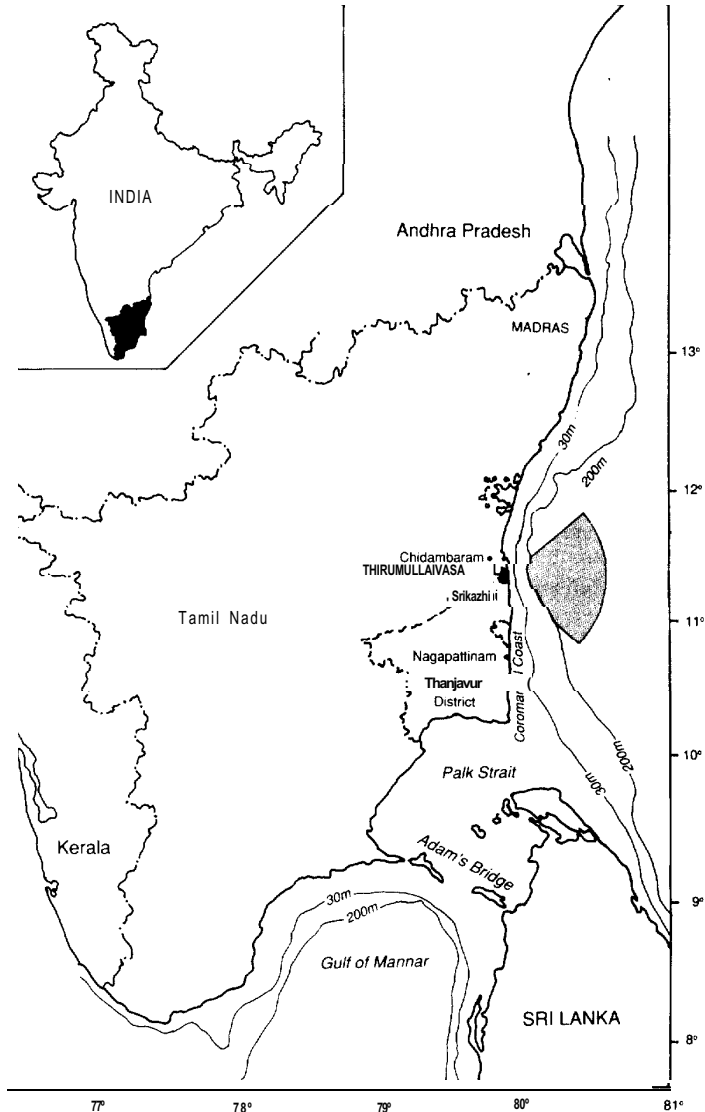 INDIA
Andhra Pradesh
MADRAS
13°
30m
200m
12°
Chidambaram
THIRUMULLAIVASA L
Srikazhi
Tamil Nadu
11°
Nagapattinam
Thanjavur
District
Coromar l Coast
10°
Palk Strait
200m
30m
Kerala
Adam's Bridge
9°
30m
200m
Gulf of Mannar
SRI LANKA
8°
77°
78°
79°
80°
81°